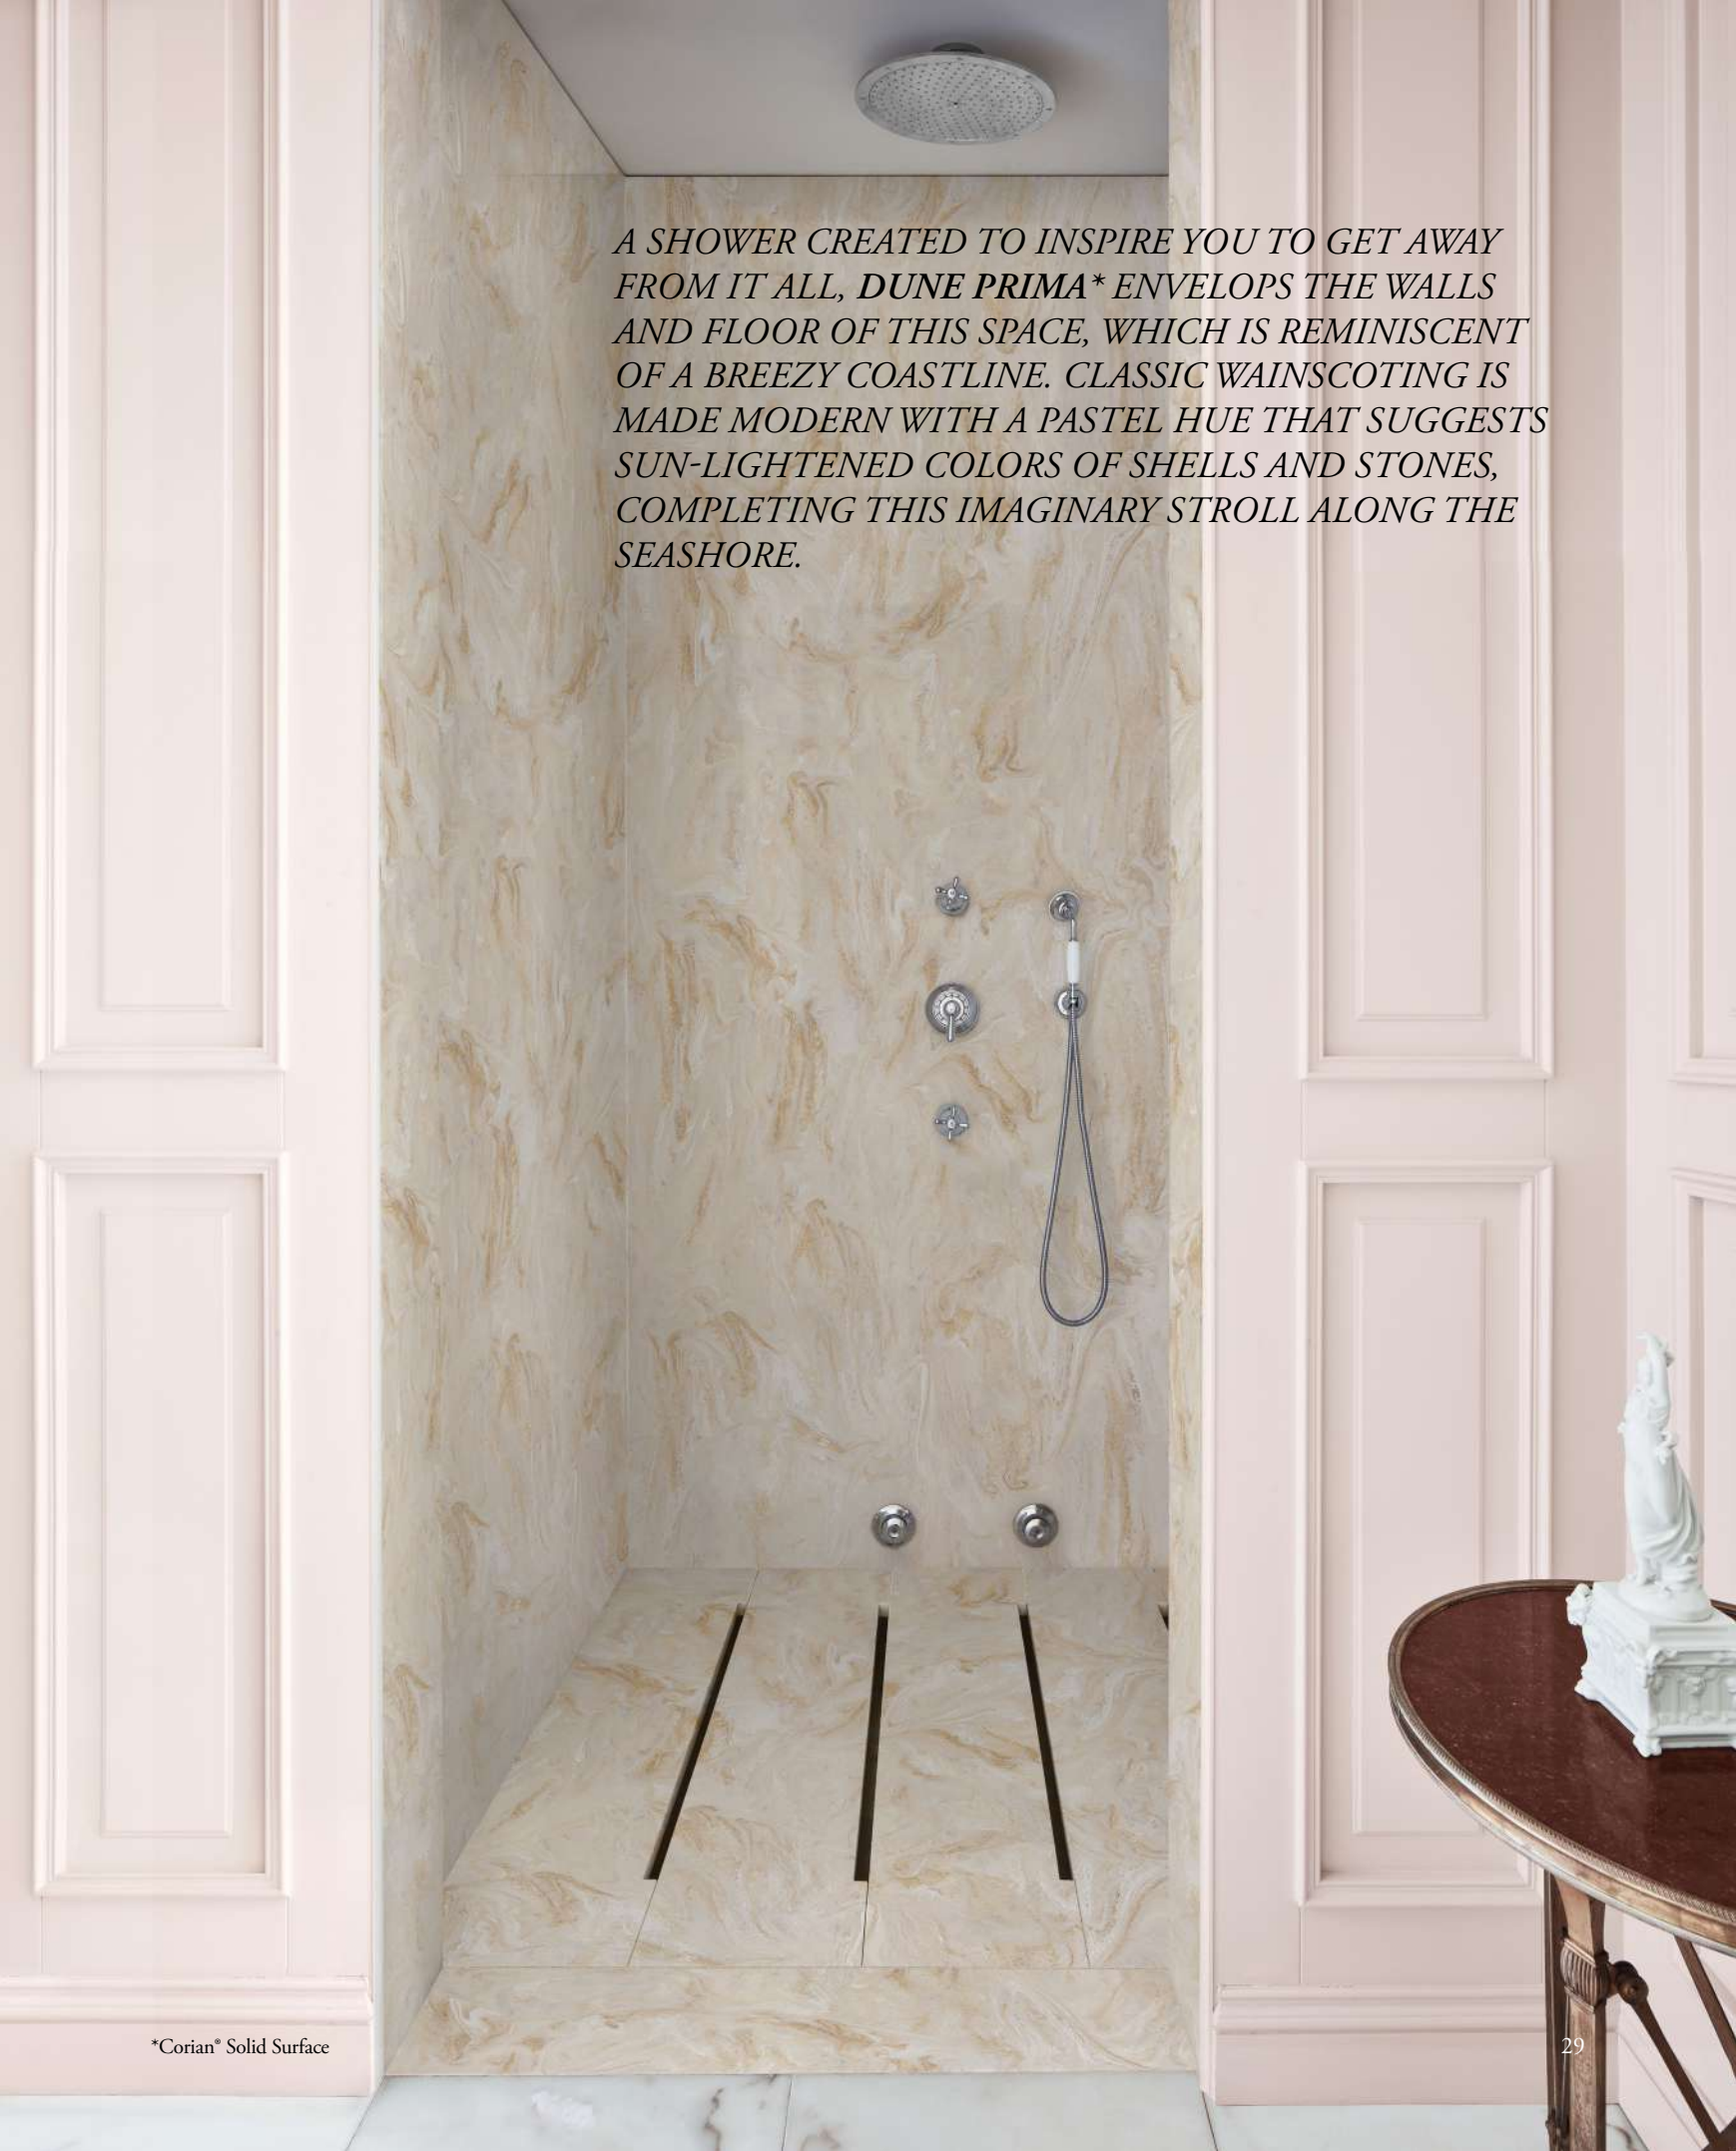 A SHOWER CREATED TO INSPIRE YOU TO GET AWAY
FROM IT ALL, DUNE PRIMA* ENVELOPS THE WALLS
AND FLOOR OF THIS SPACE, WHICH IS REMINISCENT
OF A BREEZY COASTLINE. CLASSIC WAINSCOTING IS
MADE MODERN WITH A PASTEL HUE THAT SUGGESTS
SUN-LIGHTENED COLORS OF SHELLS AND STONES,
COMPLETING THIS IMAGINARY STROLL ALONG THE
SEASHORE.
*Corian® Solid Surface
29